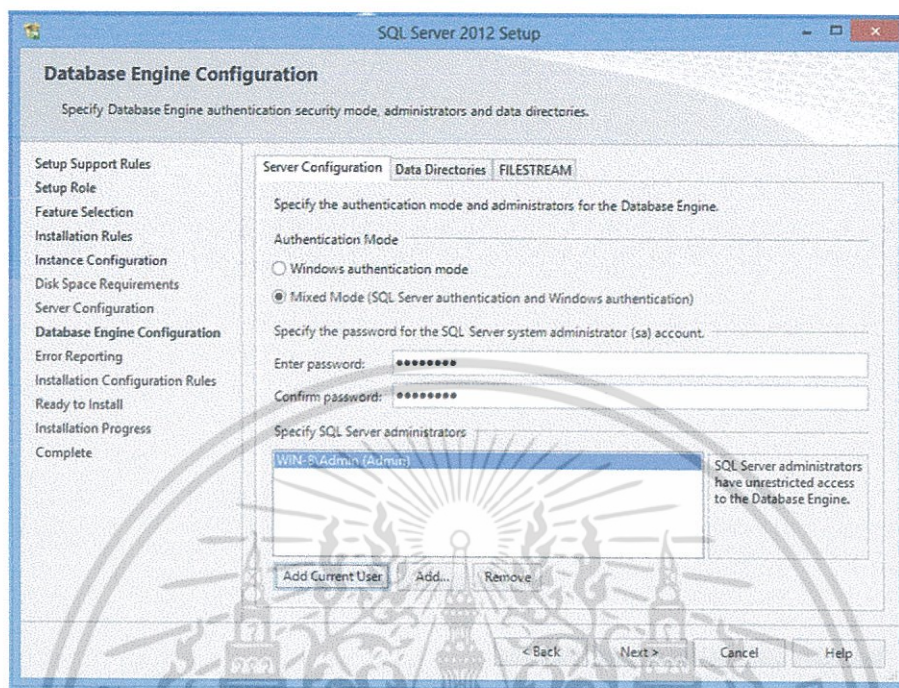 SQL Server 2012 Setup
Database Engine Configuration
Specify Database Engine authentication security mode, administrators and data directories.
Setup Support Rules
Setup Role
Feature Selection
Installation Rules
Instance Configuration
Disk Space Requirements
Server Configuration
Database Engine Configuration
Error Reporting
Installation Configuration Rules
Ready to Install
Installation Progress
Complete
Server Configuration Data Directories FILESTREAM
Specify the authentication mode and administrators for the Database Engine.
Authentication Mode
Windows authentication mode
Mixed Mode (SQL Server authentication and Windows authentication)
Specify the password for the SQL Server system administrator (sa) account.
Enter password: ●●●●●●●●
Confirm password: ●●●●●●●●
Specify SQL Server administrators
WIN-8\Admin (Admin)
SQL Server administrators
have unrestricted access
to the Database Engine.
Add Current User Add... Remove
< Back Next > Cancel Help